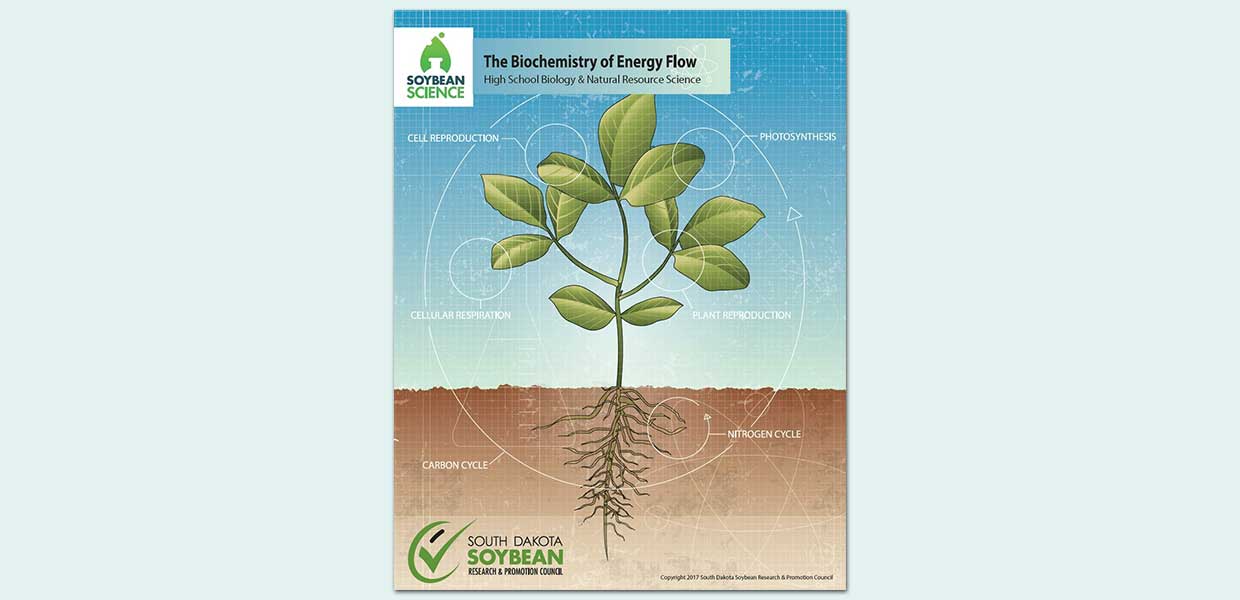 SOYBEAN
SCIENCE
The Biochemistry of Energy Flow
High School Biology & Natural Resource Science
CELL REPRODUCTION
PHOTOSYNTHESIS
CELLULAR RESPIRATION
PLANT REPRODUCTION
NITROGEN CYCLE
CARBON CYCLE
SOUTH DAKOTA
SOYBEAN
RESEARCH & PROMOTION COUNCIL
Copyright 2017 South Dakota Soybean Research & Promotion Council